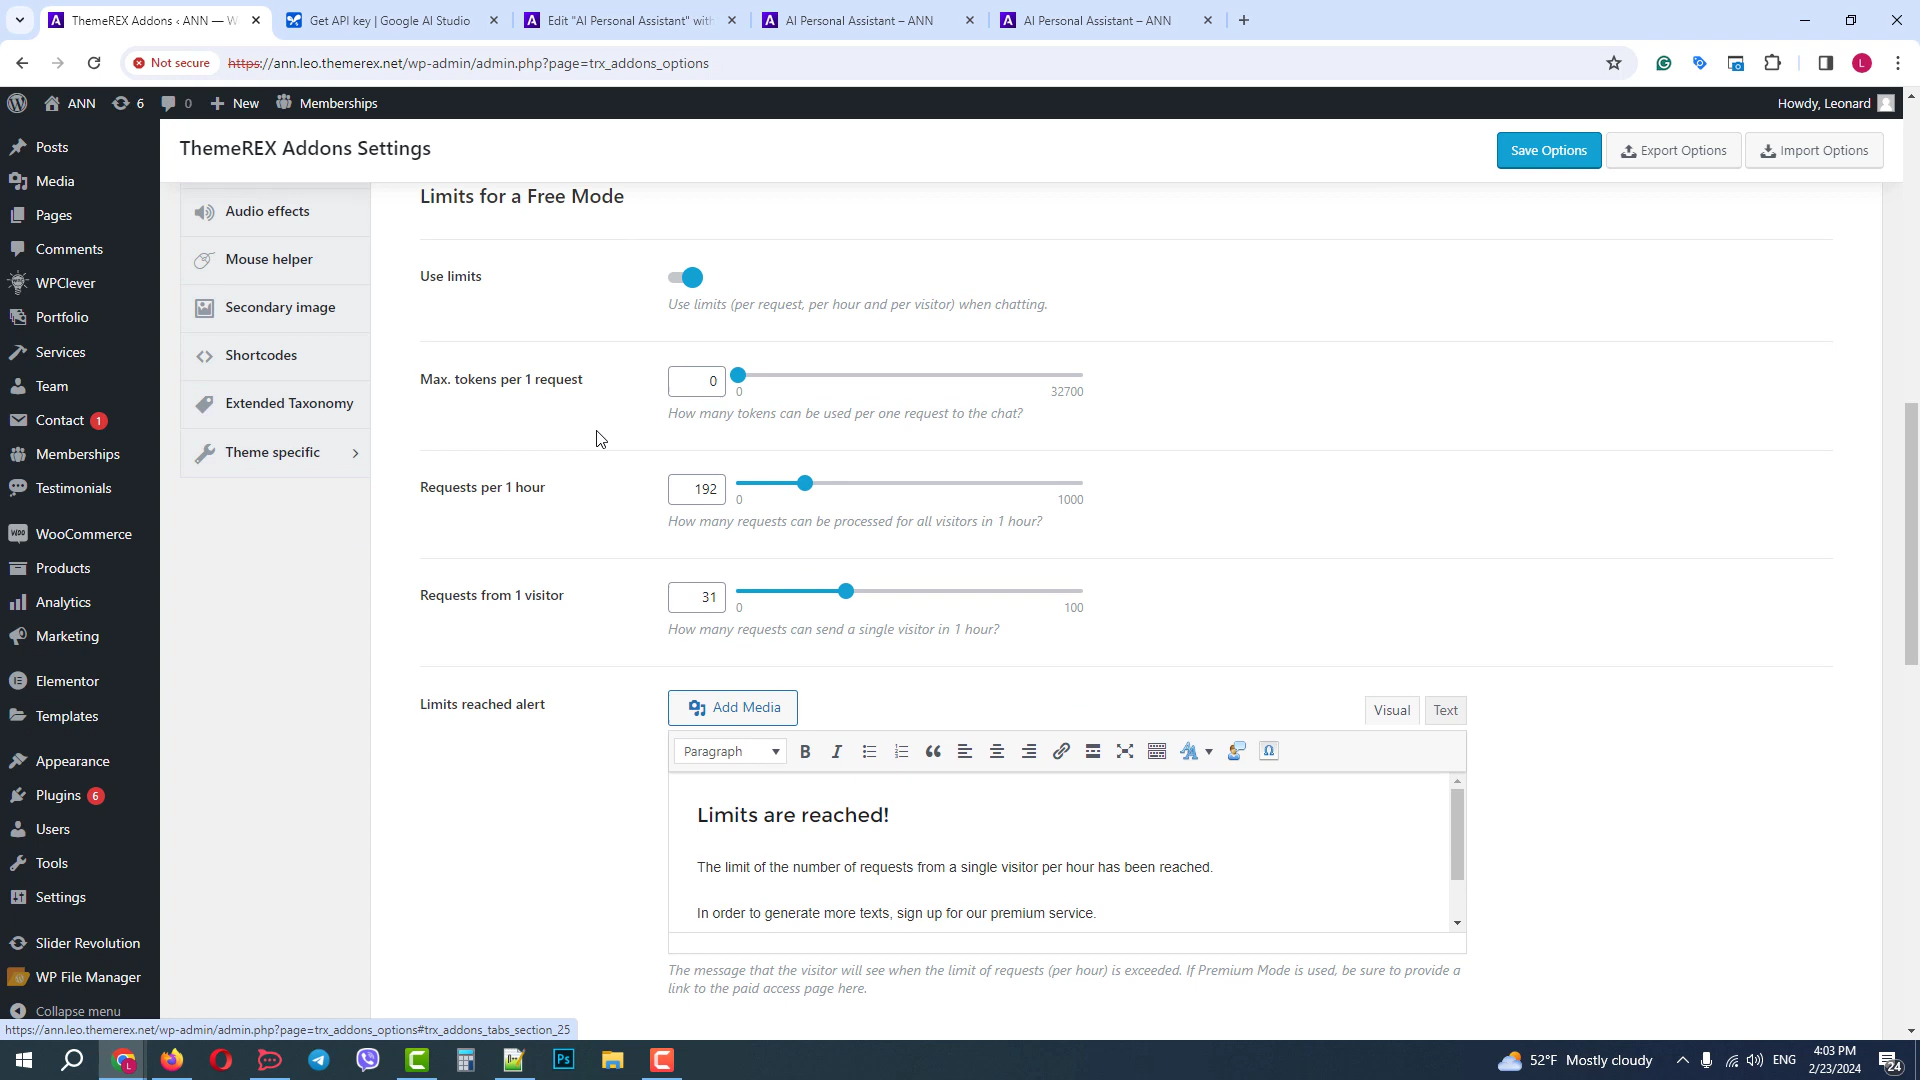 ThemeREX Addons ‹ ANN — W
Get API key | Google AI Studio
Edit "AI Personal Assistant" with
AI Personal Assistant – ANN
AI Personal Assistant – ANN
Not secure
https://ann.leo.themerex.net/wp-admin/admin.php?page=trx_addons_options
L
ANN
6
0
New
Memberships
Howdy, Leonard
Posts
Media
Pages
Comments
WPClever
Portfolio
Services
Team
Contact 1
Memberships
Testimonials
WooCommerce
Products
Analytics
Marketing
Elementor
Templates
Appearance
Plugins 6
Users
Tools
Settings
Slider Revolution
WP File Manager
Collapse menu
ThemeREX Addons Settings
Save Options
Export Options
Import Options
Audio effects
Mouse helper
Secondary image
Shortcodes
Extended Taxonomy
Theme specific
Limits for a Free Mode
Use limits
Use limits (per request, per hour and per visitor) when chatting.
Max. tokens per 1 request
0
0
32700
How many tokens can be used per one request to the chat?
Requests per 1 hour
192
0
1000
How many requests can be processed for all visitors in 1 hour?
Requests from 1 visitor
31
0
100
How many requests can send a single visitor in 1 hour?
Limits reached alert
Add Media
Visual
Text
Paragraph
Limits are reached!
The limit of the number of requests from a single visitor per hour has been reached.
In order to generate more texts, sign up for our premium service.
The message that the visitor will see when the limit of requests (per hour) is exceeded. If Premium Mode is used, be sure to provide a
link to the paid access page here.
https://ann.leo.themerex.net/wp-admin/admin.php?page=trx_addons_options#trx_addons_tabs_section_25
52°F Mostly cloudy
ENG
4:03 PM
2/23/2024
24